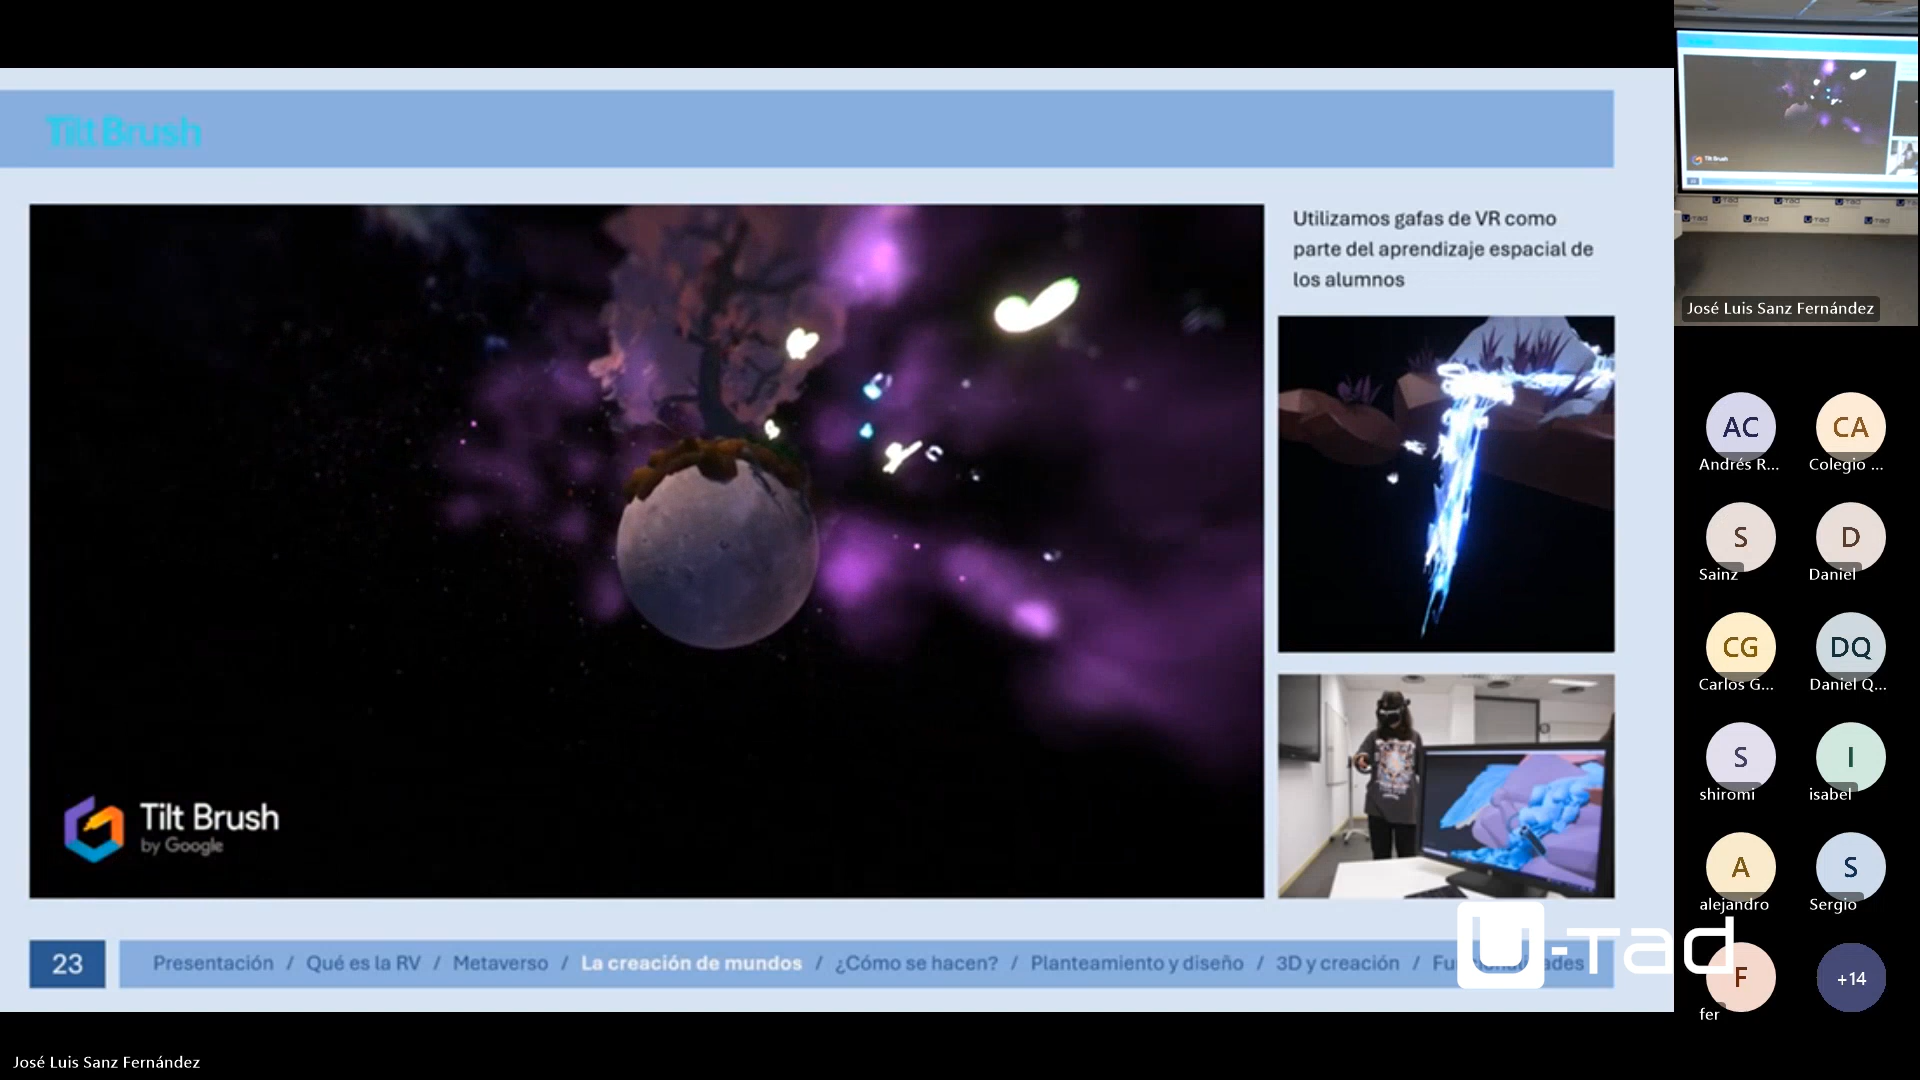 Tilt Brush
Utilizamos gafas de VR como
parte del aprendizaje espacial de
los alumnos
Tilt Brush
by Google
23
Presentación / Qué es la RV / Metaverso / La creación de mundos / ¿Cómo se hacen? / Planteamiento y diseño / 3D y creación /
U-Tad
José Luis Sanz Fernández
Tilt Brush
AC
Andrés R...
CA
Colegio ...
S
Sainz
D
Daniel
CG
Carlos G...
DQ
Daniel Q...
S
shiromi
I
isabel
A
alejandro
S
Sergio
F
fer
+14
José Luis Sanz Fernández